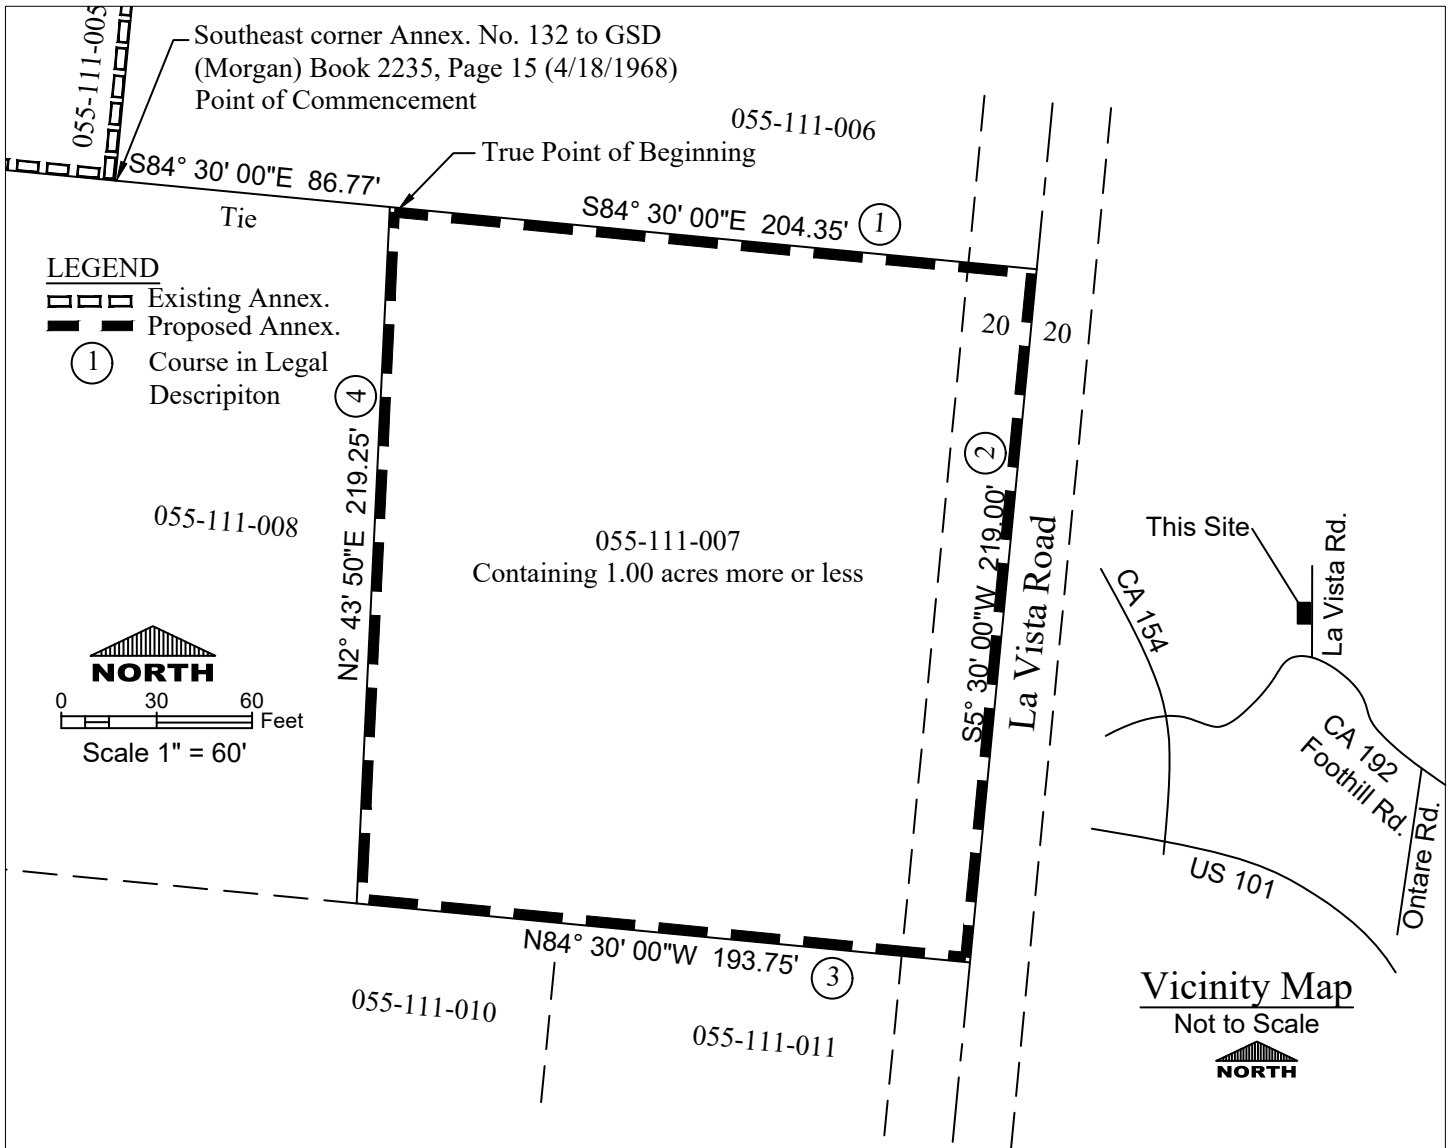 055-111-005
Southeast corner Annex. No. 132 to GSD
(Morgan) Book 2235, Page 15 (4/18/1968)
Point of Commencement
055-111-006
True Point of Beginning
S84° 30' 00"E 86.77'
Tie
S84° 30' 00"E 204.35' 1
LEGEND
Existing Annex.
Proposed Annex.
1 Course in Legal
Descripiton
20 20
4
N2° 43' 50"E 219.25'
2
S5° 30' 00"W 219.00'
La Vista Road
055-111-008
055-111-007
Containing 1.00 acres more or less
NORTH
0 30 60
Feet
Scale 1" = 60'
N84° 30' 00"W 193.75' 3
055-111-010
055-111-011
This Site
La Vista Rd.
CA 154
CA 192
Foothill Rd.
US 101
Ontare Rd.
Vicinity Map
Not to Scale
NORTH